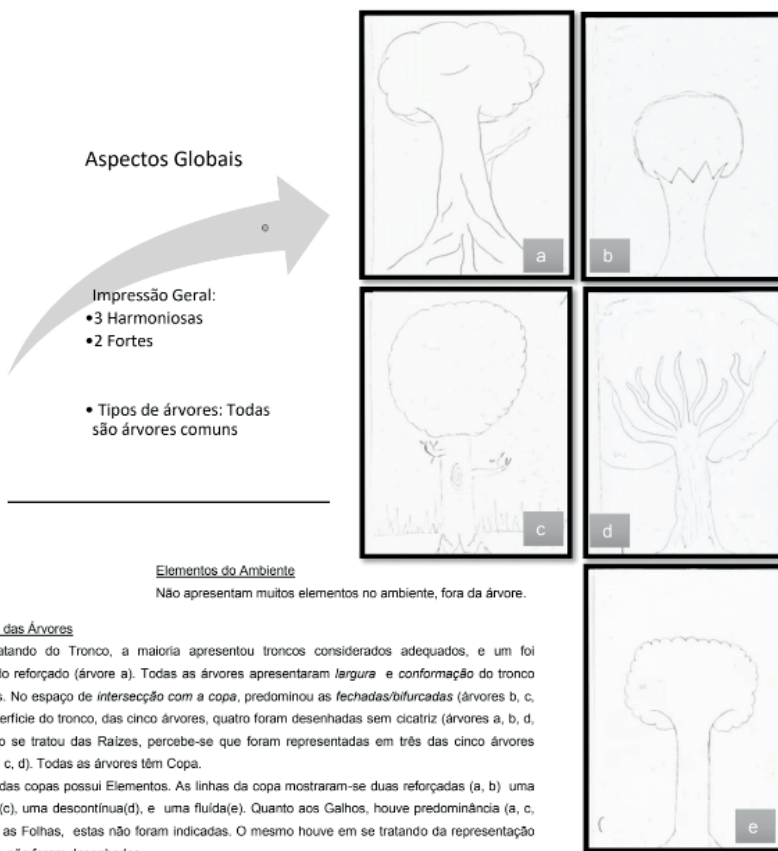 Aspectos Globais
Impressão Geral:
•3 Harmoniosas
•2 Fortes
• Tipos de árvores: Todas
são árvores comuns
a
b
c
d
e
Elementos do Ambiente
Não apresentam muitos elementos no ambiente, fora da árvore.
das Árvores
atando do Tronco, a maioria apresentou troncos considerados adequados, e um foi
do reforçado (árvore a). Todas as árvores apresentaram largura e conformação do tronco
s. No espaço de intersecção com a copa, predominou as fechadas/bifurcadas (árvores b, c,
erfície do tronco, das cinco árvores, quatro foram desenhadas sem cicatriz (árvores a, b, d,
o se tratou das Raízes, percebe-se que foram representadas em três das cinco árvores
c, d). Todas as árvores têm Copa.
das copas possui Elementos. As linhas da copa mostraram-se duas reforçadas (a, b) uma
(c), uma descontínua(d), e uma fluída(e). Quanto aos Galhos, houve predominância (a, c,
as Folhas, estas não foram indicadas. O mesmo houve em se tratando da representação